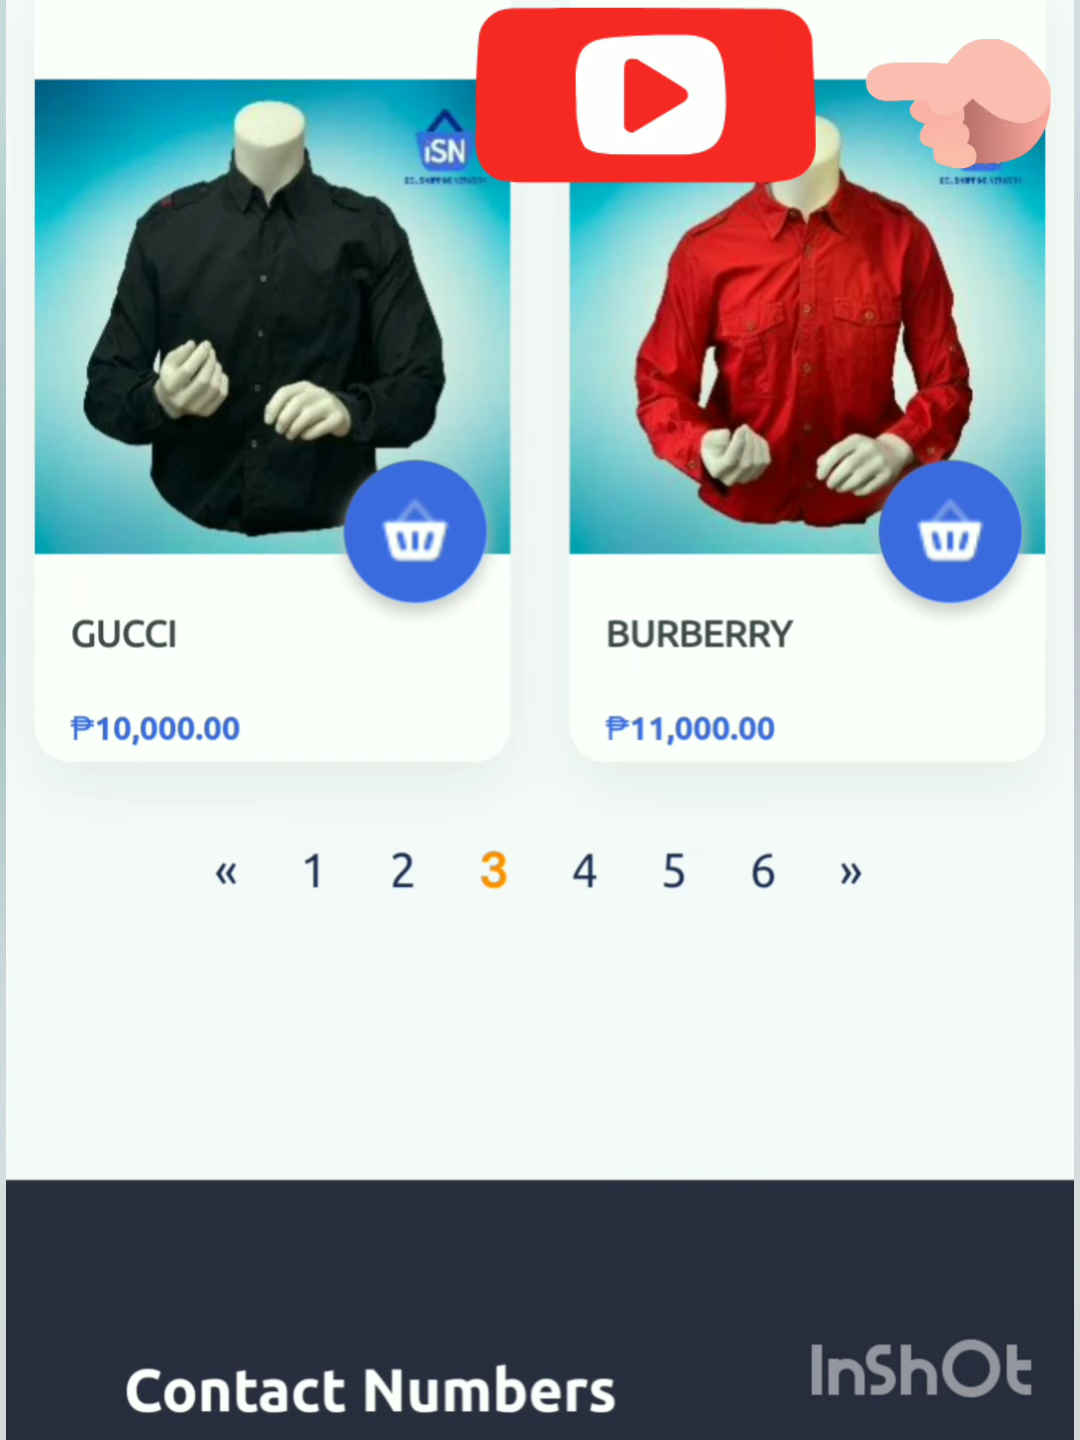 iSN
GUCCI
BURBERRY
₱10,000.00
₱11,000.00
« 1 2 3 4 5 6 »
Contact Numbers
InShOt